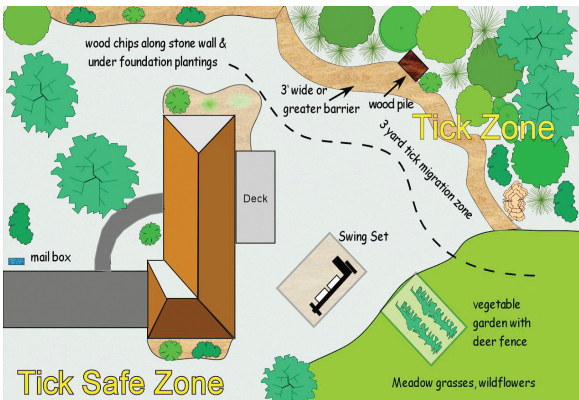 wood chips along stone wall &
under foundation plantings
3' wide or
greater barrier
wood pile
Tick Zone
3 yard tick migration zone
Deck
Swing Set
mail box
vegetable
garden with
deer fence
Meadow grasses, wildflowers
Tick Safe Zone